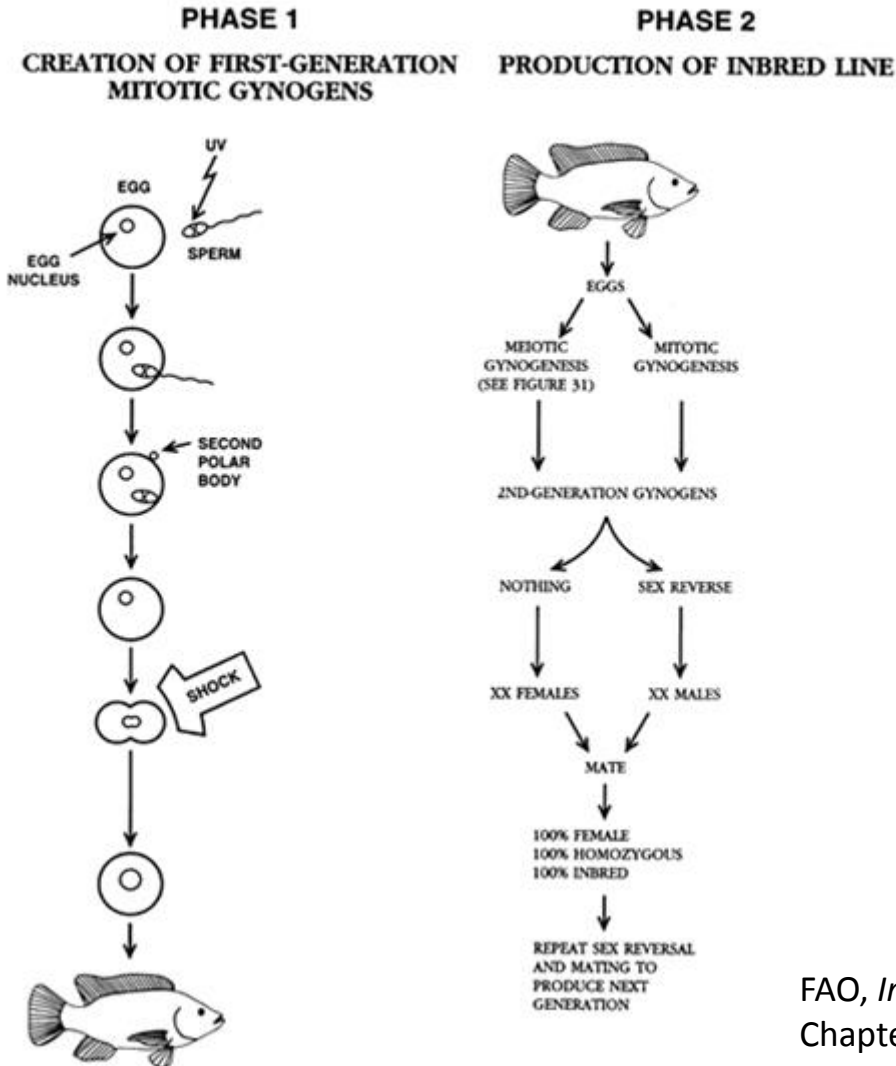 PHASE 1
CREATION OF FIRST-GENERATION
MITOTIC GYNOGENS
UV
EGG
EGG
NUCLEUS
SPERM
SECOND
POLAR
BODY
SHOCK
PHASE 2
PRODUCTION OF INBRED LINE
EGGS
MEIOTIC
GYNOGENESIS
(SEE FIGURE 31)
MITOTIC
GYNOGENESIS
2ND-GENERATION GYNOGENS
NOTHING
SEX REVERSE
XX FEMALES
XX MALES
MATE
100% FEMALE
100% HOMOZYGOUS
100% INBRED
REPEAT SEX REVERSAL
AND MATING TO
PRODUCE NEXT
GENERATION
FAO,
Chapte